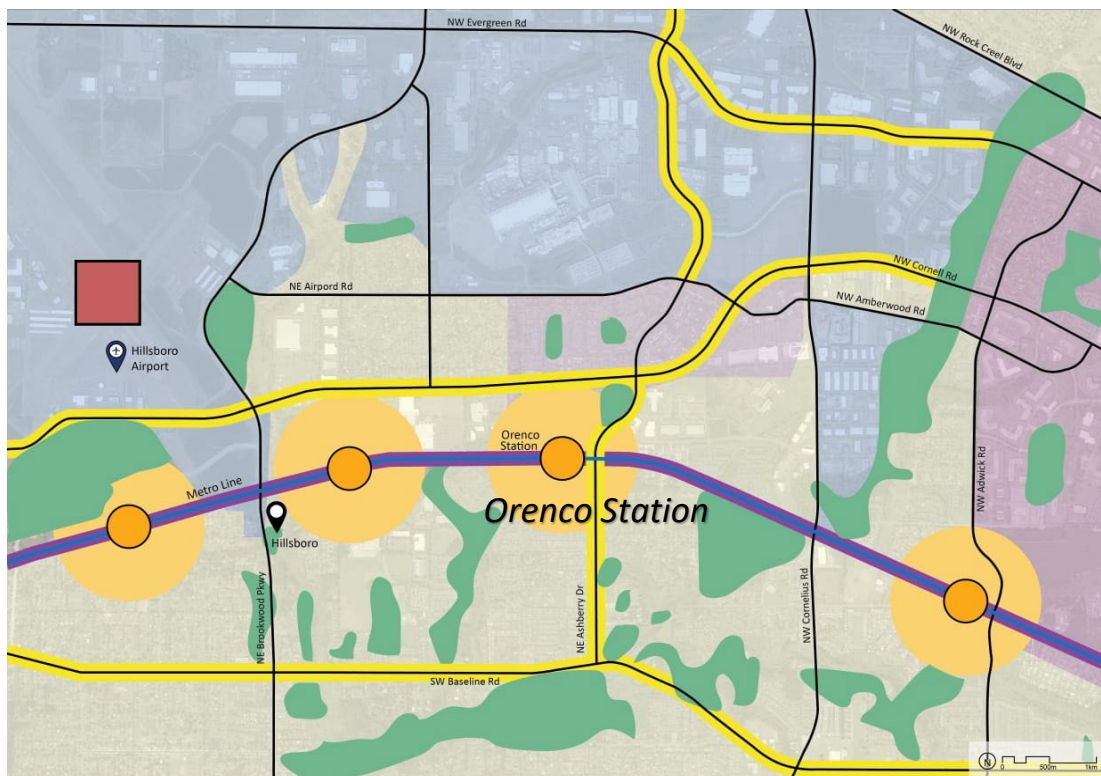 NW Evergreen Rd
NW Rock Creel Blvd
NW Cornell Rd
NE Airpord Rd
NW Amberwood Rd
Hillsboro
Airport
Orenco
Station
Metro Line
NW Adwick Rd
Orenco Station
Hillsboro
NE Brookwood Pkwy
NE Ashberry Dr
NW Cornelius Rd
SW Baseline Rd
N
0 500m 1km